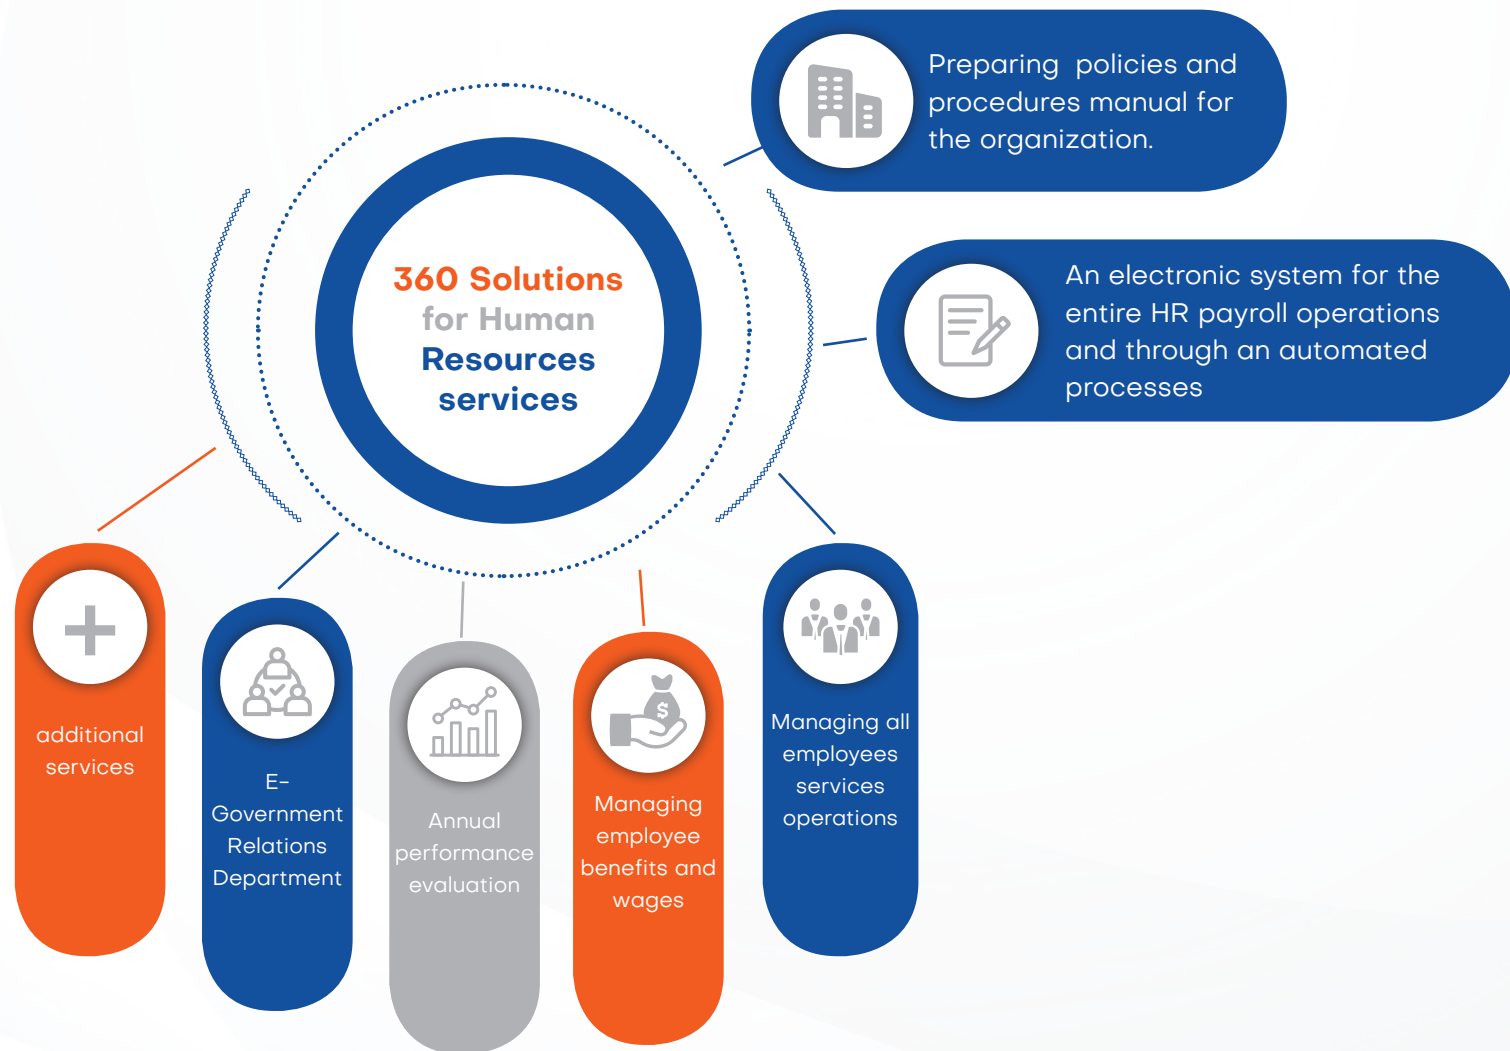 360 Solutions
for Human
Resources
services
Preparing policies and
procedures manual for
the organization.
An electronic system for the
entire HR payroll operations
and through an automated
processes
Managing all
employees
services
operations
Managing
employee
benefits and
wages
Annual
performance
evaluation
E-
Government
Relations
Department
additional
services